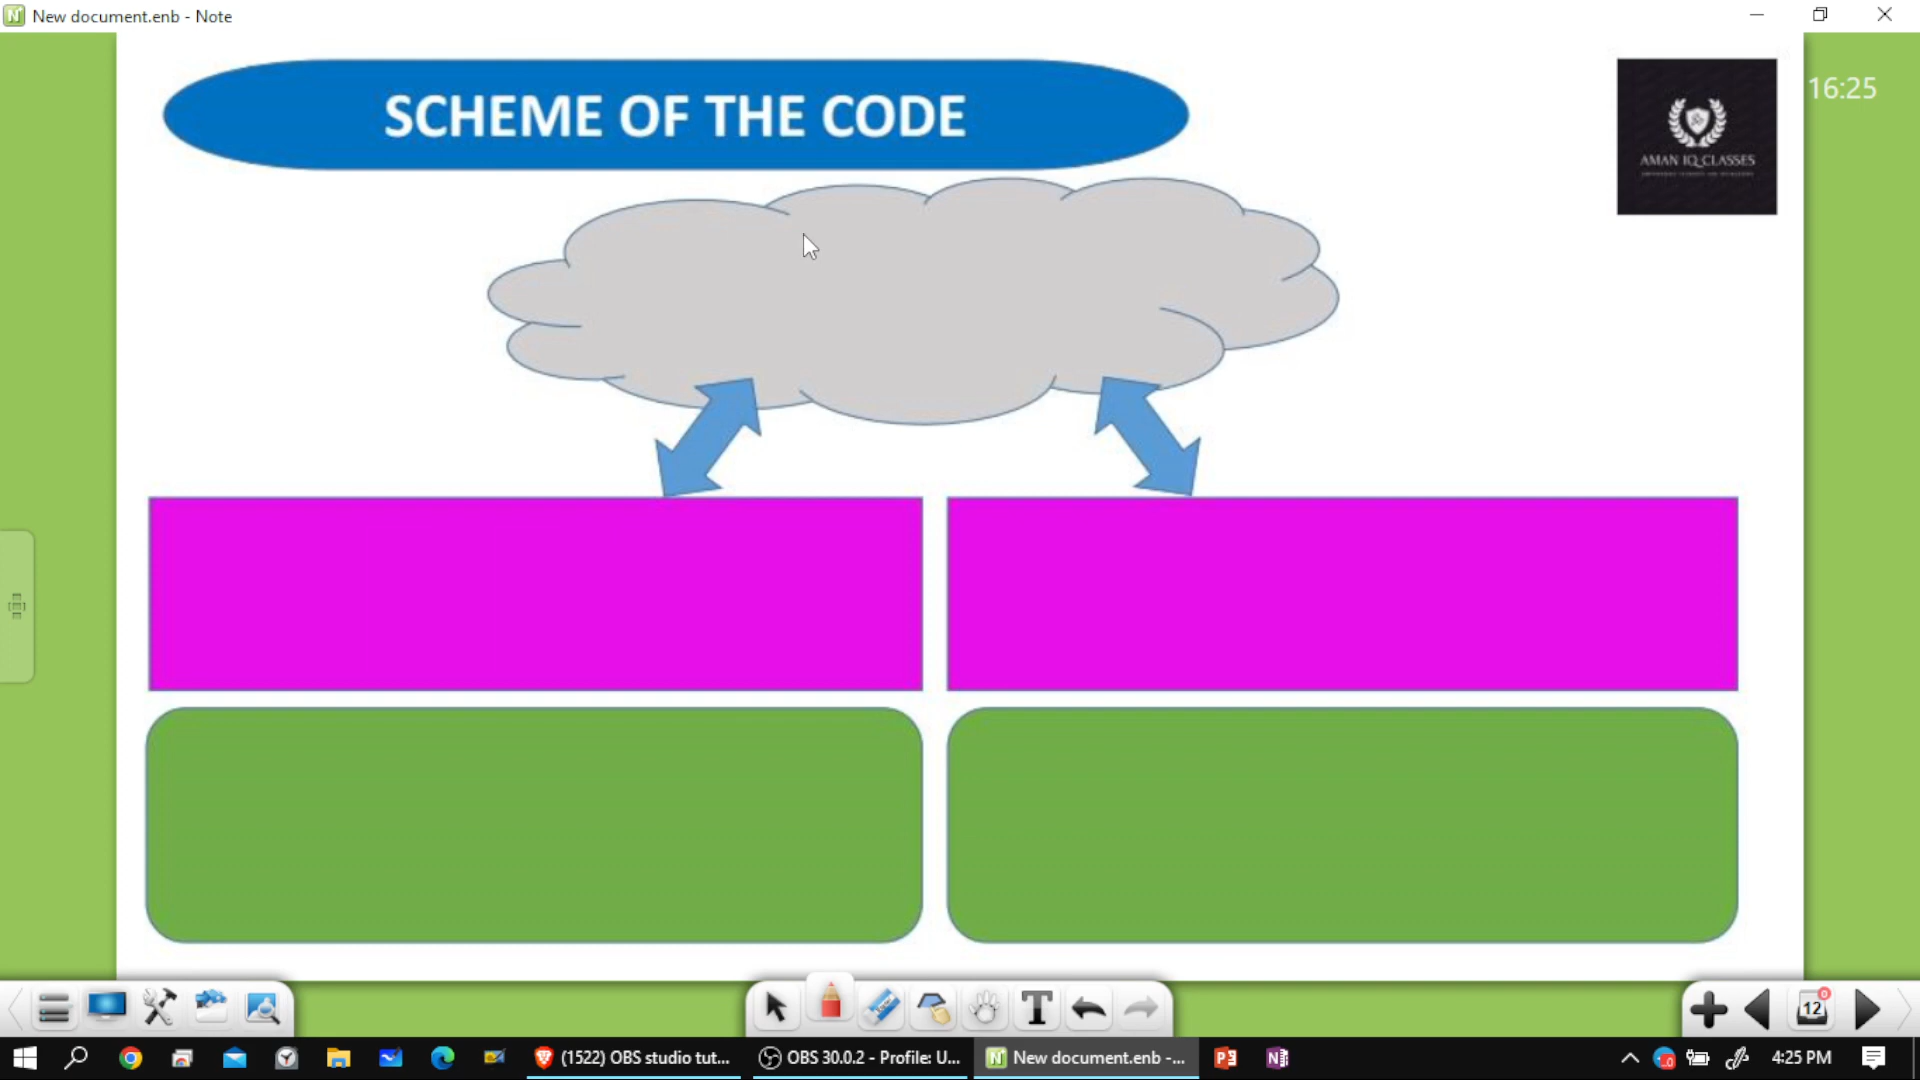 New document.enb - Note
SCHEME OF THE CODE
16:25
AMAN IQ CLASSES
T
12
0
(1522) OBS studio tut...
OBS 30.0.2 - Profile: U...
New document.enb -...
4:25 PM